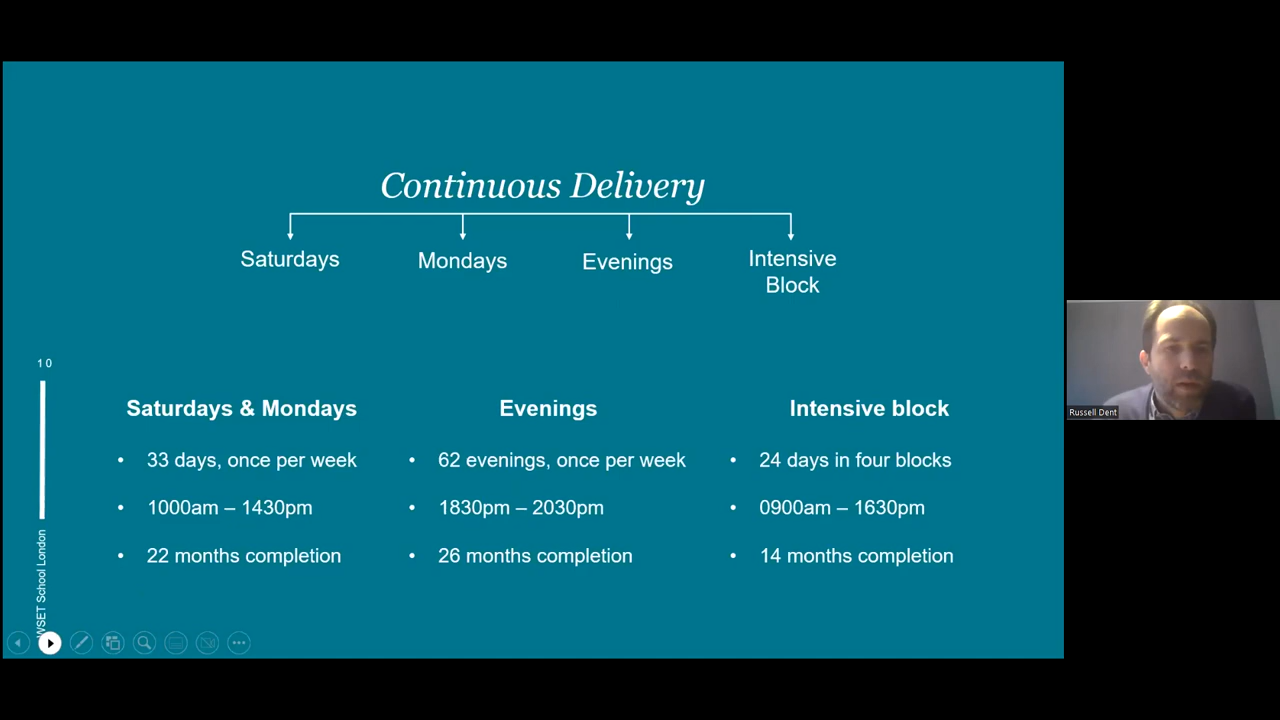 Continuous Delivery
Saturdays
Mondays
Evenings
Intensive
Block
10
WSET School London
Saturdays & Mondays
• 33 days, once per week
• 1000am – 1430pm
• 22 months completion
Evenings
• 62 evenings, once per week
• 1830pm – 2030pm
• 26 months completion
Intensive block
• 24 days in four blocks
• 0900am – 1630pm
• 14 months completion
Russell Dent